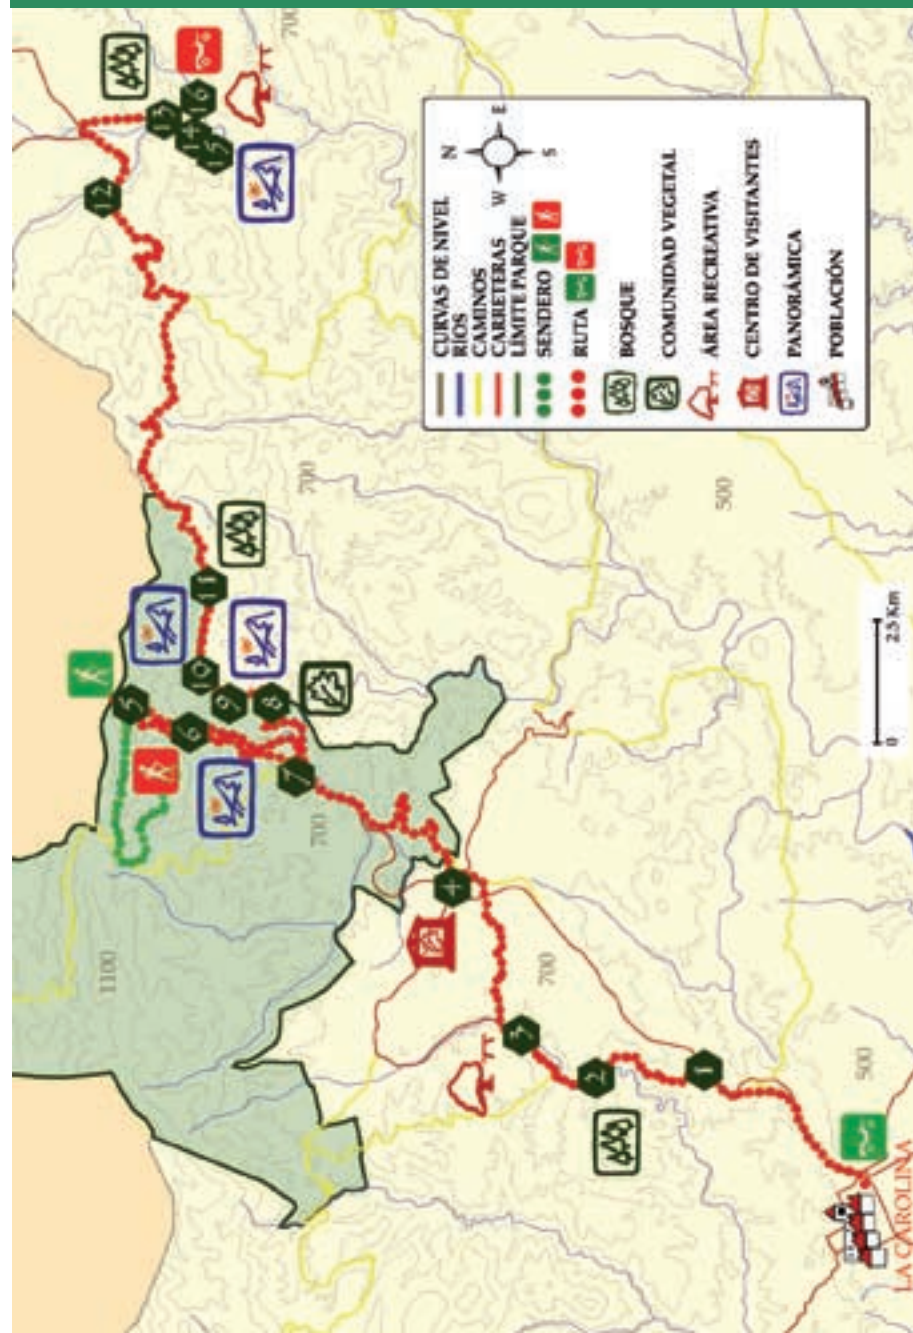 CURVAS DE NIVEL
RÍOS
CAMINOS
CARRETERAS
LÍMITE PARQUE
SENDERO
RUTA
BOSQUE
COMUNIDAD VEGETAL
ÁREA RECREATIVA
CENTRO DE VISITANTES
PANORÁMICA
POBLACIÓN
N
W E
S
1100
700
700
700
700
500
500
1
2
3
4
5
6
7
8
9
10
11
12
13
14
15
16
0 2.5 Km
LA CAROLINA